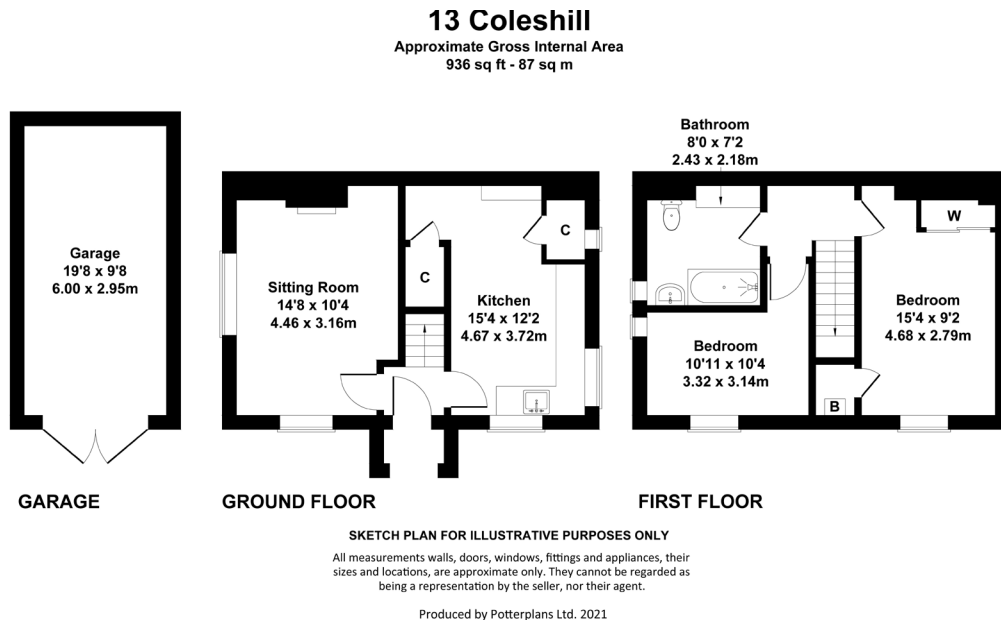 13 Coleshill
Approximate Gross Internal Area
936 sq ft - 87 sq m
Garage
19'8 x 9'8
6.00 x 2.95m
GARAGE
Sitting Room
14'8 x 10'4
4.46 x 3.16m
C
C
Kitchen
15'4 x 12'2
4.67 x 3.72m
GROUND FLOOR
Bathroom
8'0 x 7'2
2.43 x 2.18m
W
Bedroom
15'4 x 9'2
4.68 x 2.79m
Bedroom
10'11 x 10'4
3.32 x 3.14m
B
FIRST FLOOR
SKETCH PLAN FOR ILLUSTRATIVE PURPOSES ONLY
All measurements walls, doors, windows, fittings and appliances, their
sizes and locations, are approximate only. They cannot be regarded as
being a representation by the seller, nor their agent.
Produced by Potterplans Ltd. 2021